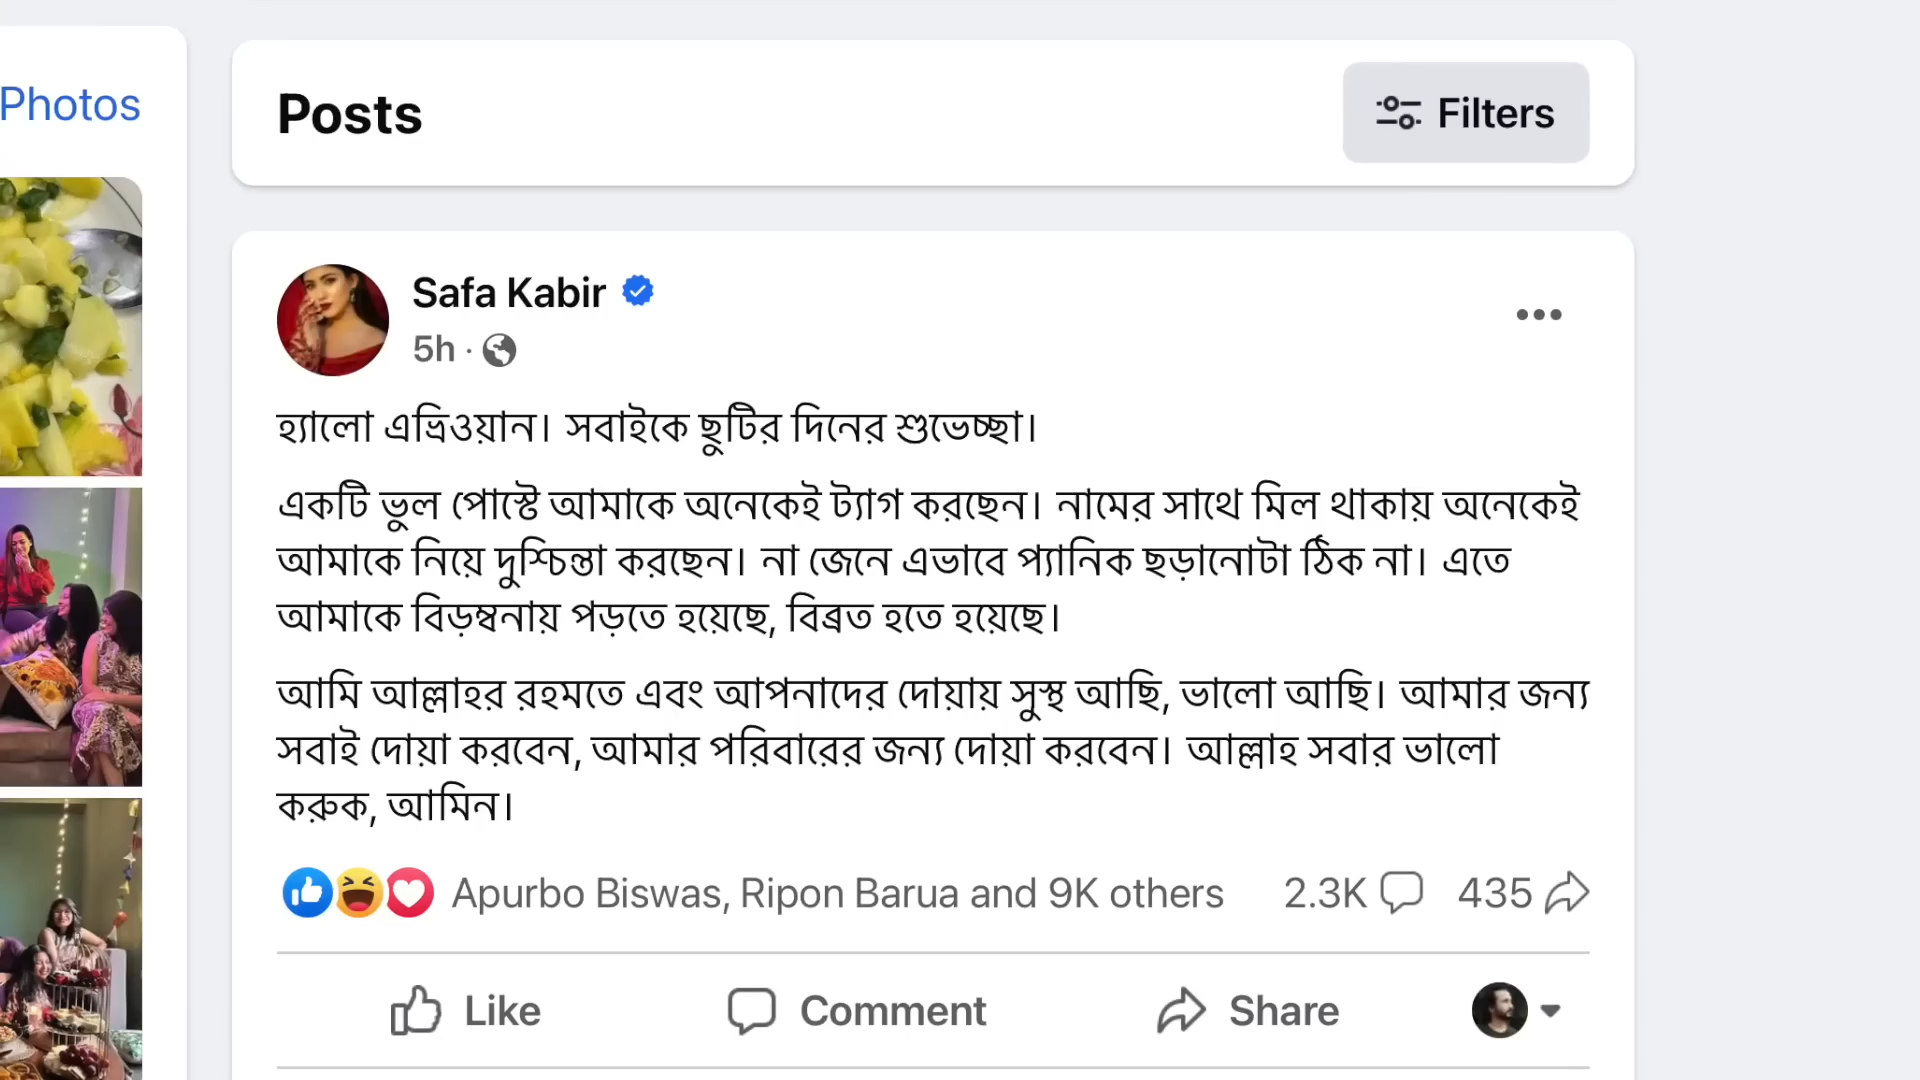 Photos
Posts
Filters
Safa Kabir
5h ·
হ্যালো এভ্রিওয়ান। সবাইকে ছুটির দিনের শুভেচ্ছা।
একটি ভুল পোস্টে আমাকে অনেকেই ট্যাগ করছেন। নামের সাথে মিল থাকায় অনেকেই
আমাকে নিয়ে দুশ্চিন্তা করছেন। না জেনে এভাবে প্যানিক ছড়ানোটা ঠিক না। এতে
আমাকে বিড়ম্বনায় পড়তে হয়েছে, বিব্রত হতে হয়েছে।
আমি আল্লাহর রহমতে এবং আপনাদের দোয়ায় সুস্থ আছি, ভালো আছি। আমার জন্য
সবাই দোয়া করবেন, আমার পরিবারের জন্য দোয়া করবেন। আল্লাহ সবার ভালো
করুক, আমিন।
Apurbo Biswas, Ripon Barua and 9K others 2.3K 435
Like Comment Share